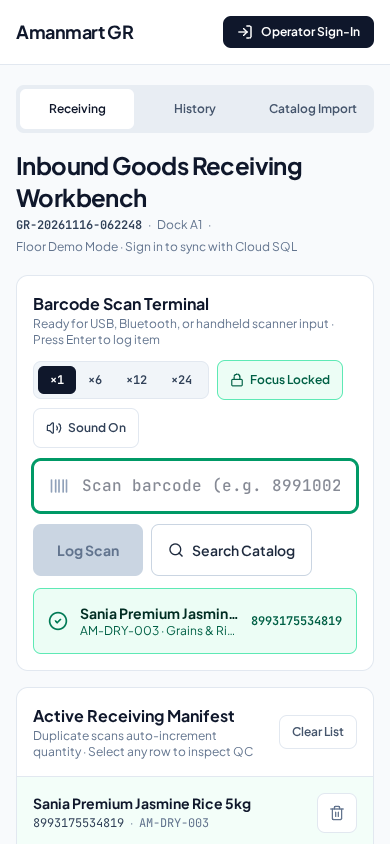 Amanmart GR
Operator Sign-In
Receiving
History
Catalog Import
Inbound Goods Receiving
Workbench
GR-20261116-062248 · Dock A1 ·
Floor Demo Mode · Sign in to sync with Cloud SQL
Barcode Scan Terminal
Ready for USB, Bluetooth, or handheld scanner input ·
Press Enter to log item
×1
×6
×12
×24
Focus Locked
Sound On
Scan barcode (e.g. 8991002
Log Scan
Search Catalog
Sania Premium Jasmin...
8993175534819
AM-DRY-003 · Grains & Ri...
Active Receiving Manifest
Duplicate scans auto-increment
quantity · Select any row to inspect QC
Clear List
Sania Premium Jasmine Rice 5kg
8993175534819 · AM-DRY-003